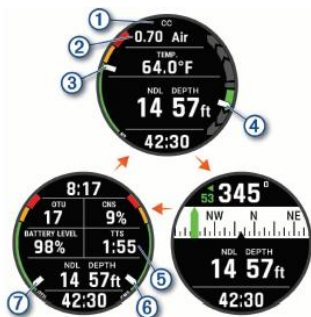 1
CC
2
0.70 Air
TEMP.
3
64.0°F
NDL DEPTH
14 57ft
4
42:30
8:17
OTU CNS
17 9%
BATTERY LEVEL TTS
98% 1:55
5
NDL DEPTH
14 57ft
7
6
42:30
53 345°
NW N NE
NDL DEPTH
14 57ft
42:30